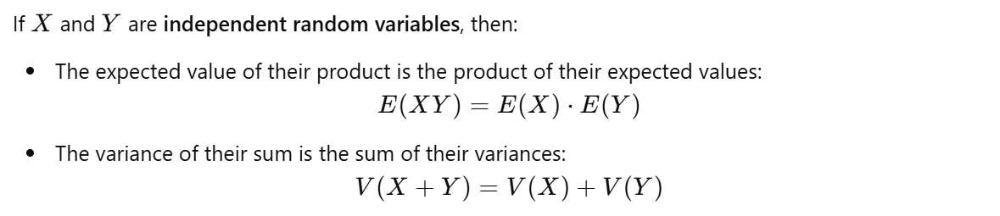 If X and Y are independent random variables, then:
• The expected value of their product is the product of their expected values:
E(XY) = E(X) · E(Y)
• The variance of their sum is the sum of their variances:
V(X + Y) = V(X) + V(Y)